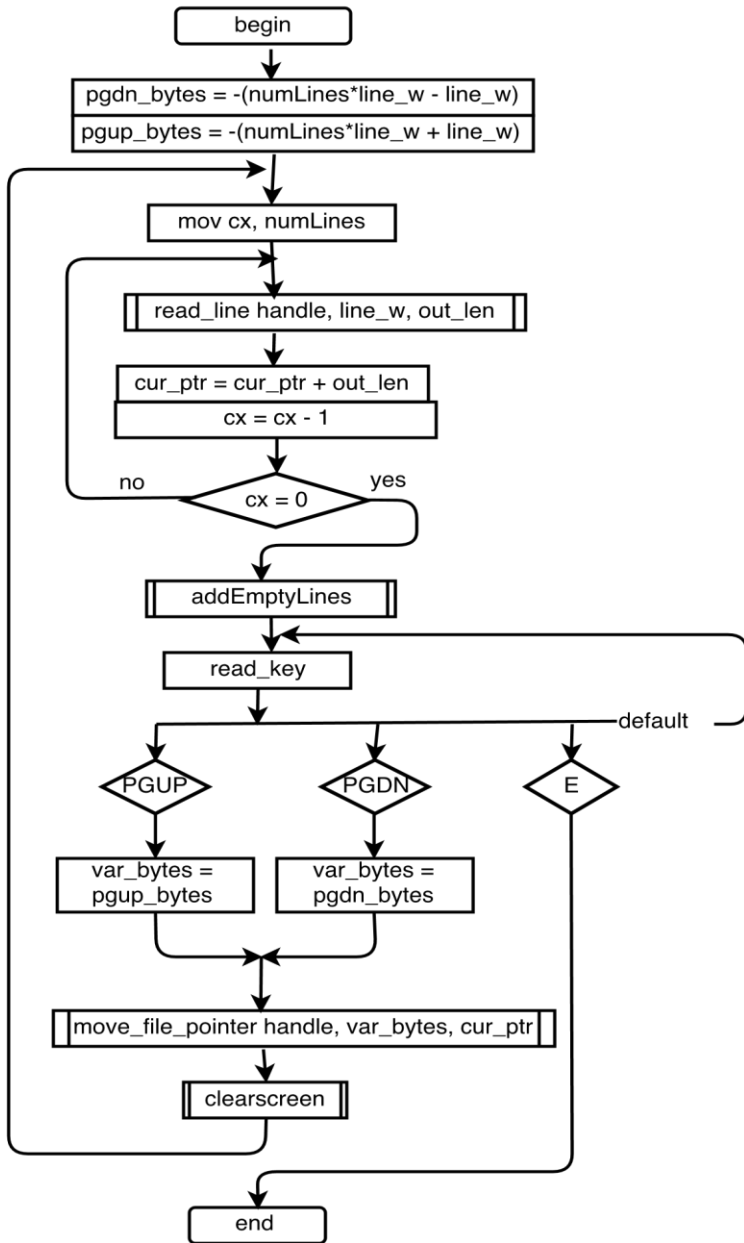 begin
pgdn_bytes = -(numLines*line_w - line_w)
pgup_bytes = -(numLines*line_w + line_w)
mov cx, numLines
read_line handle, line_w, out_len
cur_ptr = cur_ptr + out_len
cx = cx - 1
no
cx = 0
yes
addEmptyLines
read_key
default
PGUP
PGDN
E
var_bytes =
pgup_bytes
var_bytes =
pgdn_bytes
move_file_pointer handle, var_bytes, cur_ptr
clearscreen
end